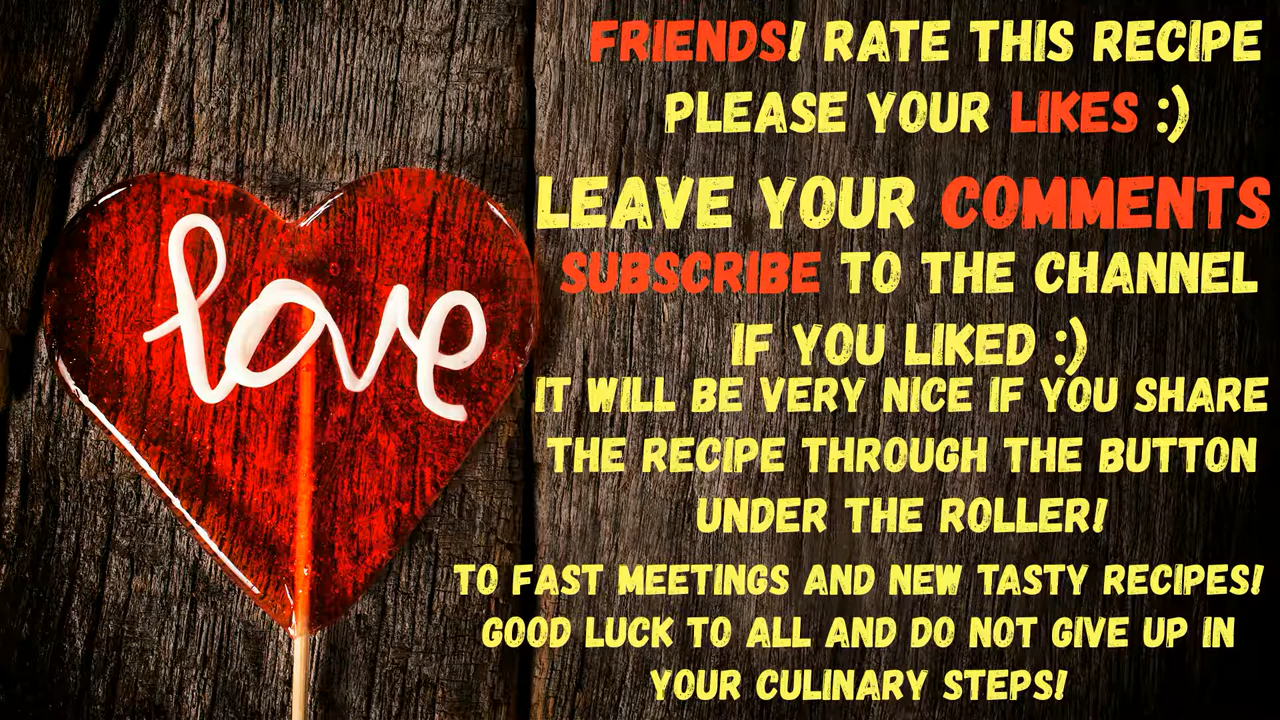 love
FRIENDS! RATE THIS RECIPE
PLEASE YOUR LIKES :)
LEAVE YOUR COMMENTS
SUBSCRIBE TO THE CHANNEL
IF YOU LIKED :)
IT WILL BE VERY NICE IF YOU SHARE
THE RECIPE THROUGH THE BUTTON
UNDER THE ROLLER!
TO FAST MEETINGS AND NEW TASTY RECIPES!
GOOD LUCK TO ALL AND DO NOT GIVE UP IN
YOUR CULINARY STEPS!